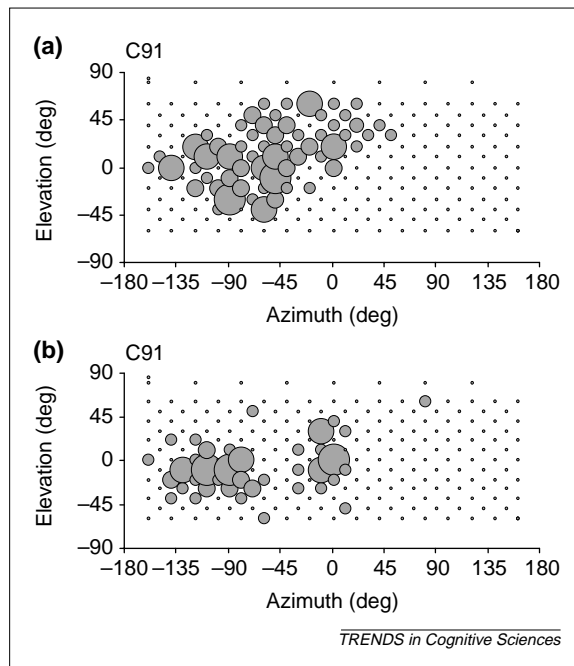 (a)
C91
90
45
0
–45
–90
Elevation (deg)
–180 –135 –90 –45 0 45 90 135 180
Azimuth (deg)
(b)
C91
90
45
0
–45
–90
Elevation (deg)
–180 –135 –90 –45 0 45 90 135 180
Azimuth (deg)
TRENDS in Cognitive Sciences